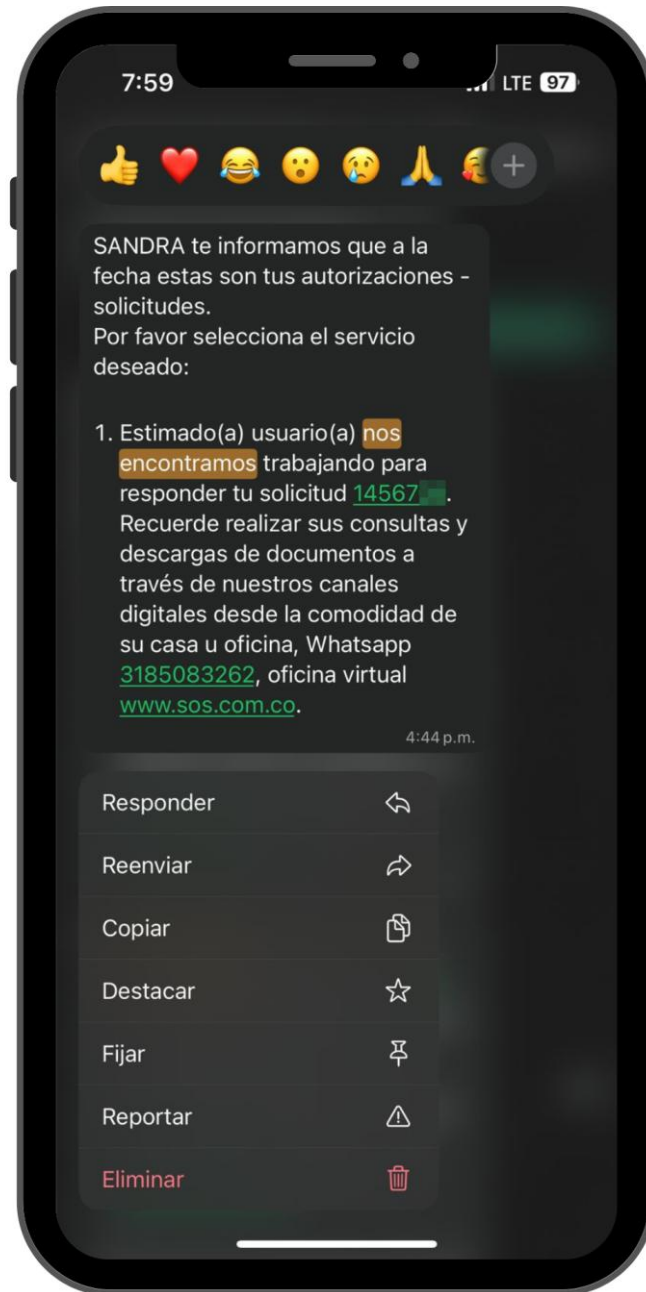 7:59
LTE 97
SANDRA te informamos que a la
fecha estas son tus autorizaciones -
solicitudes.
Por favor selecciona el servicio
deseado:
1. Estimado(a) usuario(a) nos
encontramos trabajando para
responder tu solicitud 14567.
Recuerde realizar sus consultas y
descargas de documentos a
través de nuestros canales
digitales desde la comodidad de
su casa u oficina, Whatsapp
3185083262, oficina virtual
www.sos.com.co.
4:44 p.m.
Responder
Reenviar
Copiar
Destacar
Fijar
Reportar
Eliminar